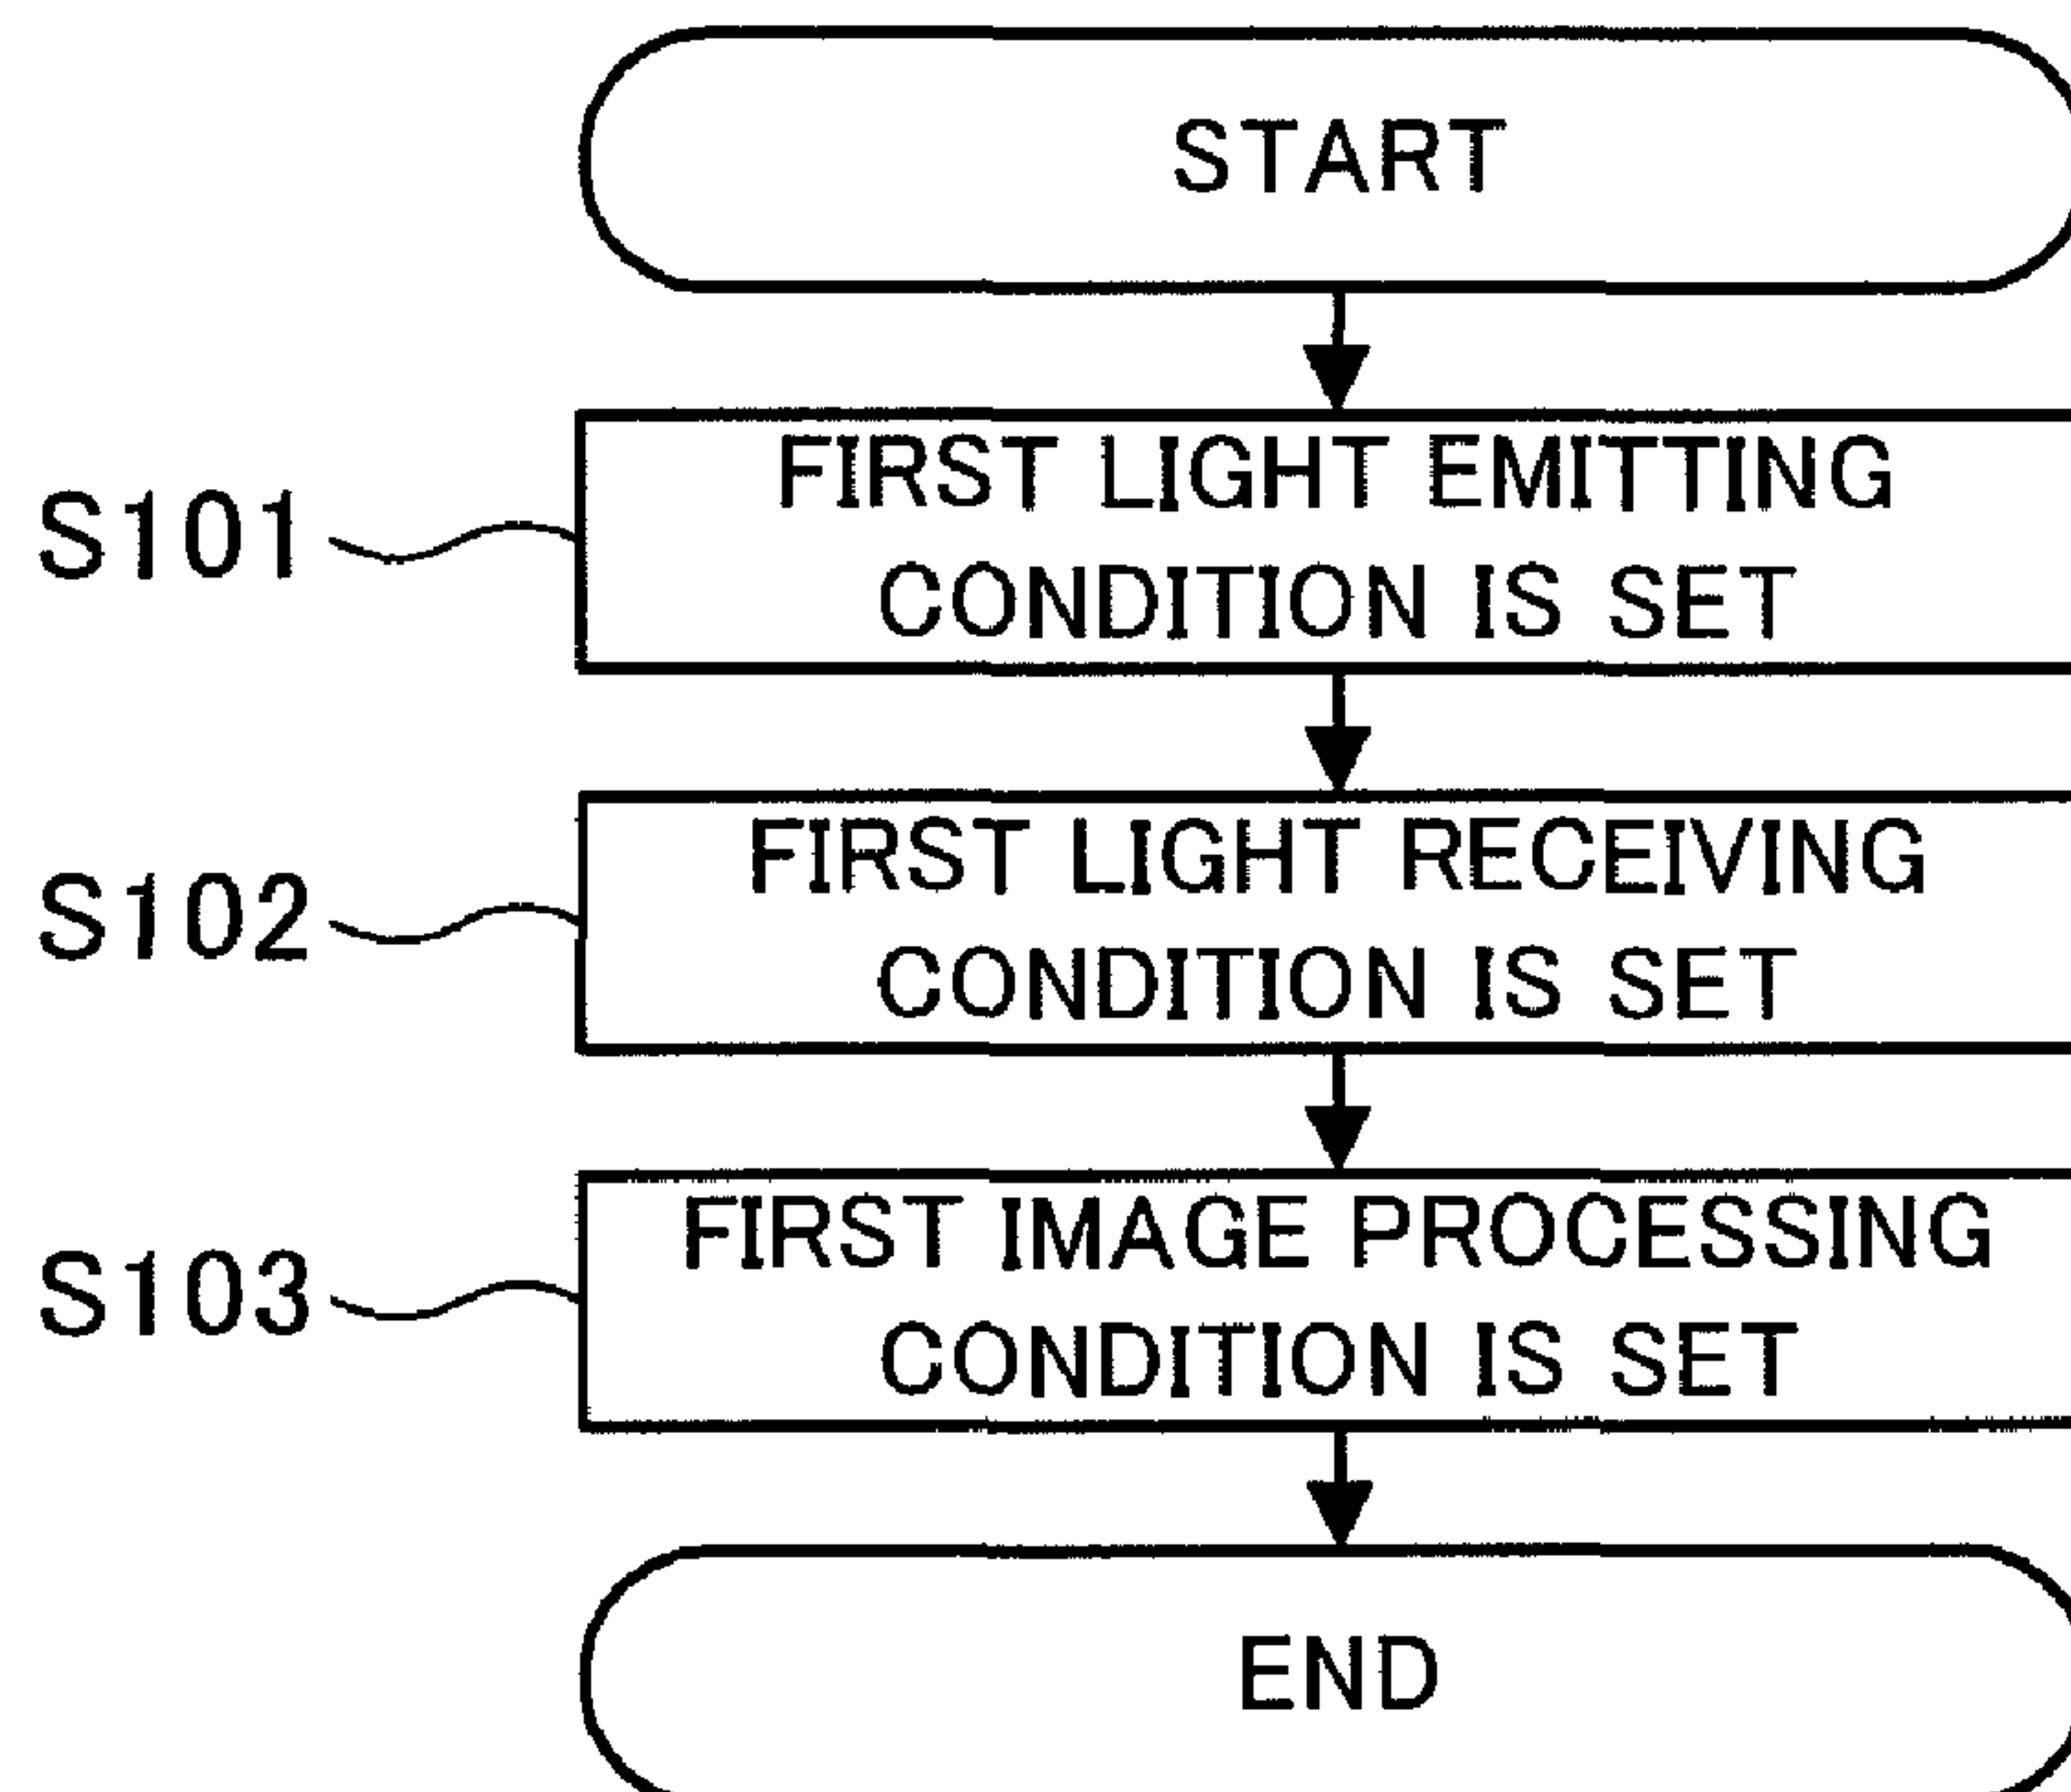 START
FIRST LIGHT EMITTING
CONDITION IS SET
S101
FIRST LIGHT RECEIVING
CONDITION IS SET
S102
FIRST IMAGE PROCESSING
CONDITION IS SET
S103
END